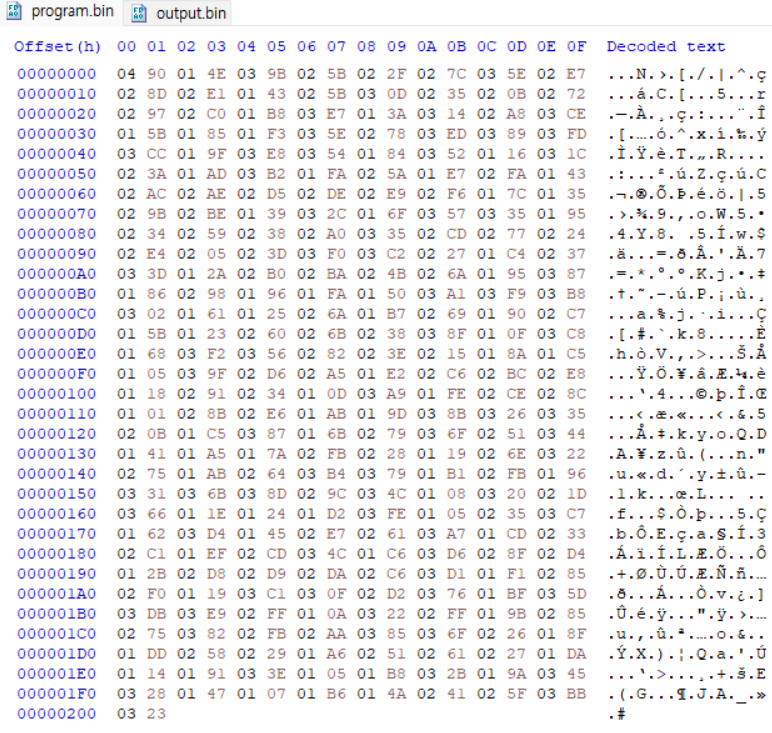 program.bin output.bin
Offset(h) 00 01 02 03 04 05 06 07 08 09 0A 0B 0C 0D 0E 0F Decoded text
00000000 04 90 01 4E 03 9B 02 5B 02 2F 02 7C 03 5E 02 E7 ...N.›.[./.|.^.ç
00000010 02 8D 02 E1 01 43 02 5B 03 0D 02 35 02 0B 02 72 ...á.C.[...5...r
00000020 02 97 02 C0 01 B8 03 E7 01 3A 03 14 02 A8 03 CE .—.À.¸.ç.:...¨.Î
00000030 01 5B 01 85 01 F3 03 5E 02 78 03 ED 03 89 03 FD .[.….ó.^.x.í.‰.ý
00000040 03 CC 01 9F 03 E8 03 54 01 84 03 52 01 16 03 1C .Ì.Ÿ.è.T.„.R....
00000050 02 3A 01 AD 03 B2 01 FA 02 5A 01 E7 02 FA 01 43 .:...².ú.Z.ç.ú.C
00000060 02 AC 02 AE 02 D5 02 DE 02 E9 02 F6 01 7C 01 35 .¬.®.Õ.Þ.é.ö.|.5
00000070 02 9B 02 BE 01 39 03 2C 01 6F 03 57 03 35 01 95 .›.¾.9.,.o.W.5.•
00000080 02 34 02 59 02 38 02 A0 03 35 02 CD 02 77 02 24 .4.Y.8. .5.Í.w.$
00000090 02 E4 02 05 02 3D 03 F0 03 C2 02 27 01 C4 02 37 .ä...=.ð.Â.'.Ä.7
000000A0 03 3D 01 2A 02 B0 02 BA 02 4B 02 6A 01 95 03 87 .=.*.°.º.K.j.•.‡
000000B0 01 86 02 98 01 96 01 FA 01 50 03 A1 03 F9 03 B8 .†.˜.–.ú.P.¡.ù.¸
000000C0 03 02 01 61 01 25 02 6A 01 B7 02 69 01 90 02 C7 ...a.%.j.·.i...Ç
000000D0 01 5B 01 23 02 60 02 6B 02 38 03 8F 01 0F 03 C8 .[.#.`.k.8.....È
000000E0 01 68 03 F2 03 56 02 82 02 3E 02 15 01 8A 01 C5 .h.ò.V.‚.>...Š.Å
000000F0 01 05 03 9F 02 D6 02 A5 01 E2 02 C6 02 BC 02 E8 ...Ÿ.Ö.¥.â.Æ.¼.è
00000100 01 18 02 91 02 34 01 0D 03 A9 01 FE 02 CE 02 8C ...‘.4...©.þ.Î.Œ
00000110 01 01 02 8B 02 E6 01 AB 01 9D 03 8B 03 26 03 35 ...‹.æ.«...‹.&.5
00000120 02 0B 01 C5 03 87 01 6B 02 79 03 6F 02 51 03 44 ...Å.‡.k.y.o.Q.D
00000130 01 41 01 A5 01 7A 02 FB 02 28 01 19 02 6E 03 22 .A.¥.z.û.(...n."
00000140 02 75 01 AB 02 64 03 B4 03 79 01 B1 02 FB 01 96 .u.«.d.´.y.±.û.–
00000150 03 31 03 6B 03 8D 02 9C 03 4C 01 08 03 20 02 1D .1.k...œ.L... ..
00000160 03 66 01 1E 01 24 01 D2 03 FE 01 05 02 35 03 C7 .f...$.Ò.þ...5.Ç
00000170 01 62 03 D4 01 45 02 E7 02 61 03 A7 01 CD 02 33 .b.Ô.E.ç.a.§.Í.3
00000180 02 C1 01 EF 02 CD 03 4C 01 C6 03 D6 02 8F 02 D4 .Á.ï.Í.L.Æ.Ö...Ô
00000190 01 2B 02 D8 02 D9 02 DA 02 C6 03 D1 01 F1 02 85 .+.Ø.Ù.Ú.Æ.Ñ.ñ.…
000001A0 02 F0 01 19 03 C1 03 0F 02 D2 03 76 01 BF 03 5D .ð...Á...Ò.v.¿.]
000001B0 03 DB 03 E9 02 FF 01 0A 03 22 02 FF 01 9B 02 85 .Û.é.ÿ...".ÿ.›.…
000001C0 02 75 03 82 02 FB 02 AA 03 85 03 6F 02 26 01 8F .u.‚.û.ª.….o.&..
000001D0 01 DD 02 58 02 29 01 A6 02 51 02 61 02 27 01 DA .Ý.X.).¦.Q.a.'.Ú
000001E0 01 14 01 91 03 3E 01 05 01 B8 03 2B 01 9A 03 45 ...‘.>...¸.+.š.E
000001F0 03 28 01 47 01 07 01 B6 01 4A 02 41 02 5F 03 BB .(.G...¶.J.A._.»
00000200 03 23 .#